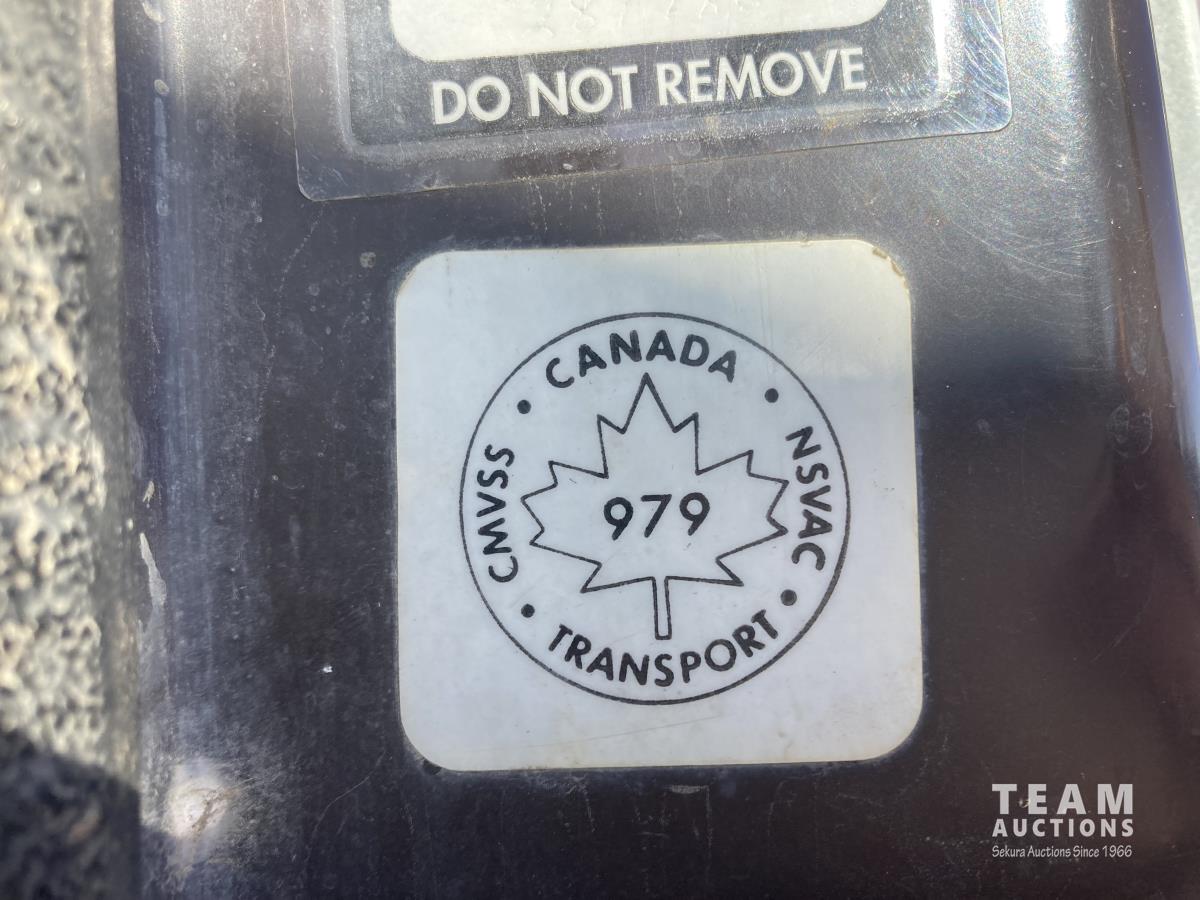 DO NOT REMOVE
CANADA
CMVSS
NSVAC
979
TRANSPORT
TEAM
AUCTIONS
Sekura Auctions Since 1966